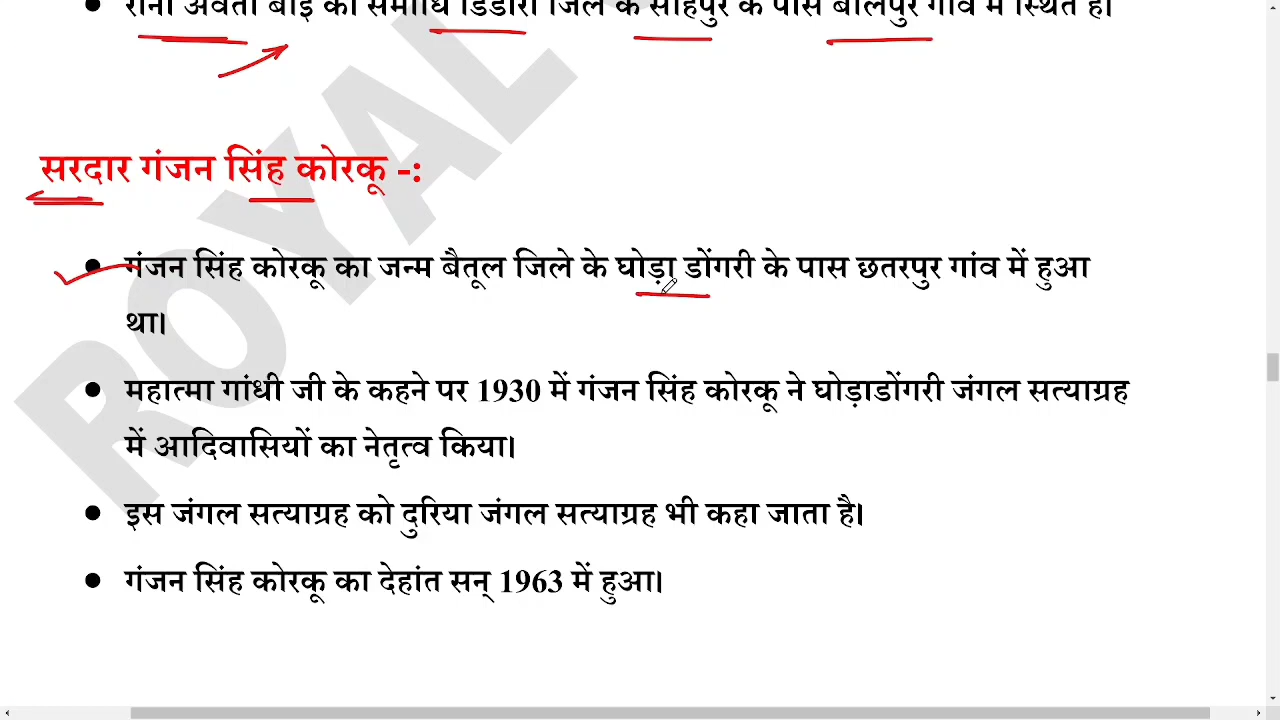 रानी अवंती बाई की समाधि डिंडोरी जिले के साहपुर के पास बालपुर गांव में स्थित है।
सरदार गंजन सिंह कोरकू -:
● गंजन सिंह कोरकू का जन्म बैतूल जिले के घोड़ा डोंगरी के पास छतरपुर गांव में हुआ
था।
● महात्मा गांधी जी के कहने पर 1930 में गंजन सिंह कोरकू ने घोड़ाडोंगरी जंगल सत्याग्रह
में आदिवासियों का नेतृत्व किया।
● इस जंगल सत्याग्रह को दुरिया जंगल सत्याग्रह भी कहा जाता है।
● गंजन सिंह कोरकू का देहांत सन् 1963 में हुआ।
ROYAL